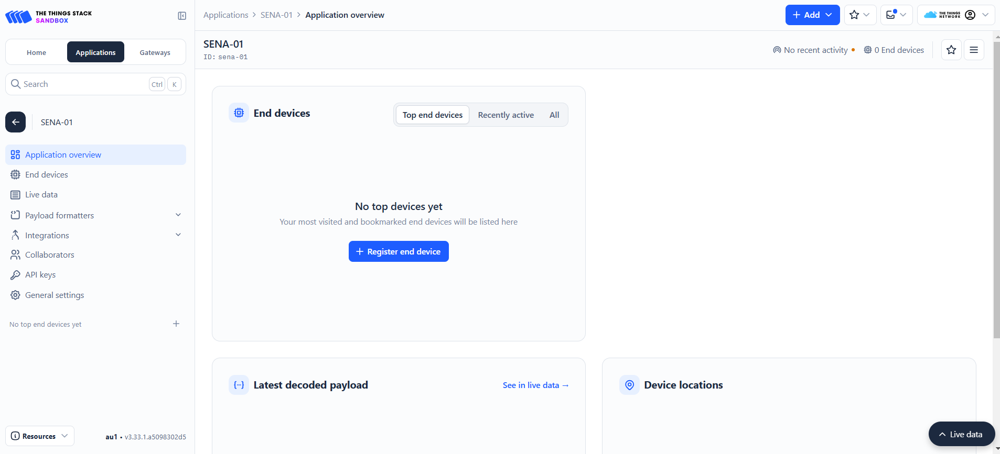 THE THINGS STACK
SANDBOX
Home
Applications
Gateways
Search
Ctrl
K
SENA-01
Application overview
End devices
Live data
Payload formatters
Integrations
Collaborators
API keys
General settings
No top end devices yet
Resources
au1 • v3.33.1.a5098302d5
Applications > SENA-01 > Application overview
Add
THE THINGS
NETWORK
SENA-01
ID: sena-01
No recent activity
0 End devices
End devices
Top end devices
Recently active
All
No top devices yet
Your most visited and bookmarked end devices will be listed here
+ Register end device
Latest decoded payload
See in live data →
Device locations
Live data